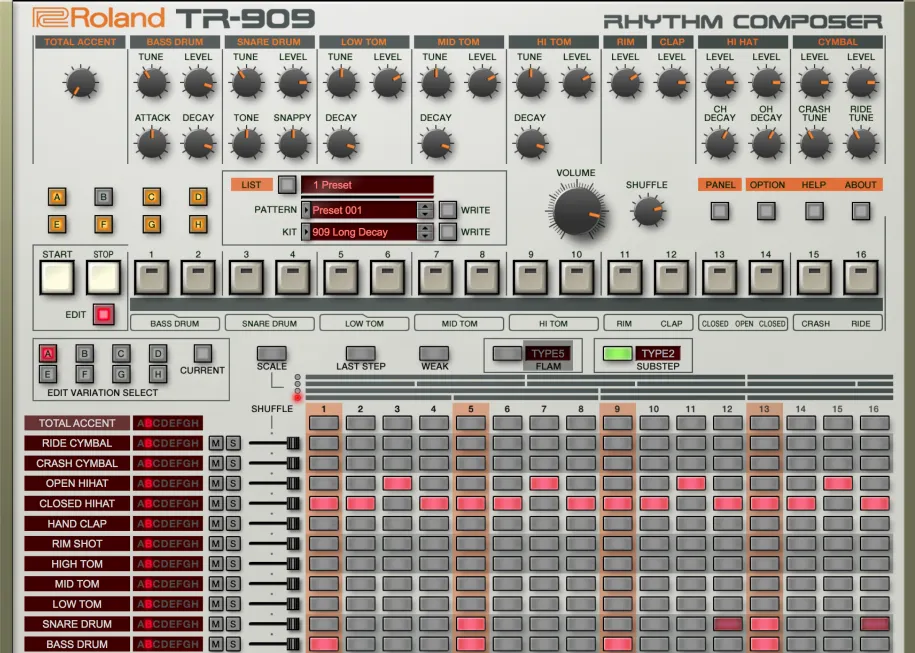 Roland TR-909 RHYTHM COMPOSER
TOTAL ACCENT BASS DRUM SNARE DRUM LOW TOM MID TOM HI TOM RIM CLAP HI HAT CYMBAL
TUNE LEVEL TUNE LEVEL TUNE LEVEL TUNE LEVEL TUNE LEVEL LEVEL LEVEL LEVEL LEVEL LEVEL LEVEL
ATTACK DECAY TONE SNAPPY DECAY DECAY DECAY CH DECAY OH DECAY CRASH TUNE RIDE TUNE
A B C D
E F G H
LIST 1 Preset
PATTERN Preset 001 WRITE
KIT 909 Long Decay WRITE
VOLUME SHUFFLE
PANEL OPTION HELP ABOUT
START STOP 1 2 3 4 5 6 7 8 9 10 11 12 13 14 15 16
EDIT
BASS DRUM SNARE DRUM LOW TOM MID TOM HI TOM RIM CLAP CLOSED OPEN CLOSED CRASH RIDE
A B C D
E F G H
CURRENT
EDIT VARIATION SELECT
SCALE LAST STEP WEAK
TYPE5
FLAM
TYPE2
SUBSTEP
SHUFFLE 1 2 3 4 5 6 7 8 9 10 11 12 13 14 15 16
TOTAL ACCENT ABCDEFGH
RIDE CYMBAL ABCDEFGH M S
CRASH CYMBAL ABCDEFGH M S
OPEN HIHAT ABCDEFGH M S
CLOSED HIHAT ABCDEFGH M S
HAND CLAP ABCDEFGH M S
RIM SHOT ABCDEFGH M S
HIGH TOM ABCDEFGH M S
MID TOM ABCDEFGH M S
LOW TOM ABCDEFGH M S
SNARE DRUM ABCDEFGH M S
BASS DRUM ABCDEFGH M S